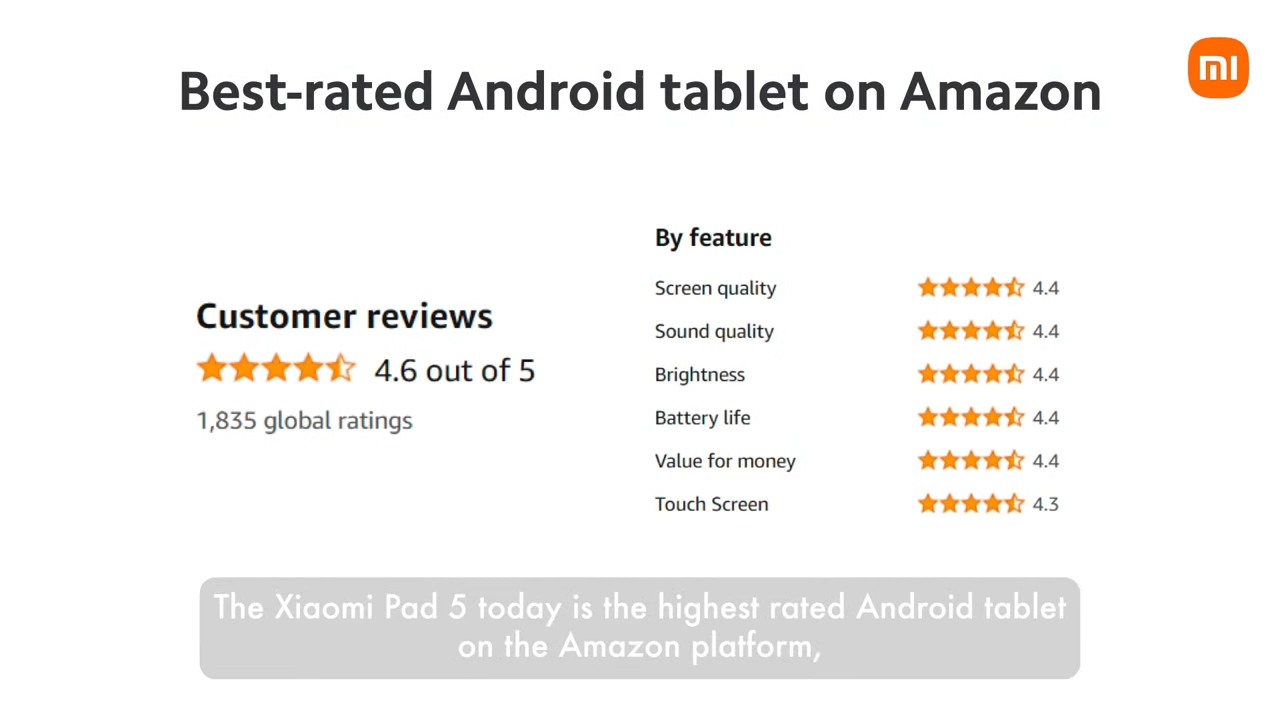 Best-rated Android tablet on Amazon
mi
Customer reviews
4.6 out of 5
1,835 global ratings
By feature
Screen quality 4.4
Sound quality 4.4
Brightness 4.4
Battery life 4.4
Value for money 4.4
Touch Screen 4.3
The Xiaomi Pad 5 today is the highest rated Android tablet
on the Amazon platform,